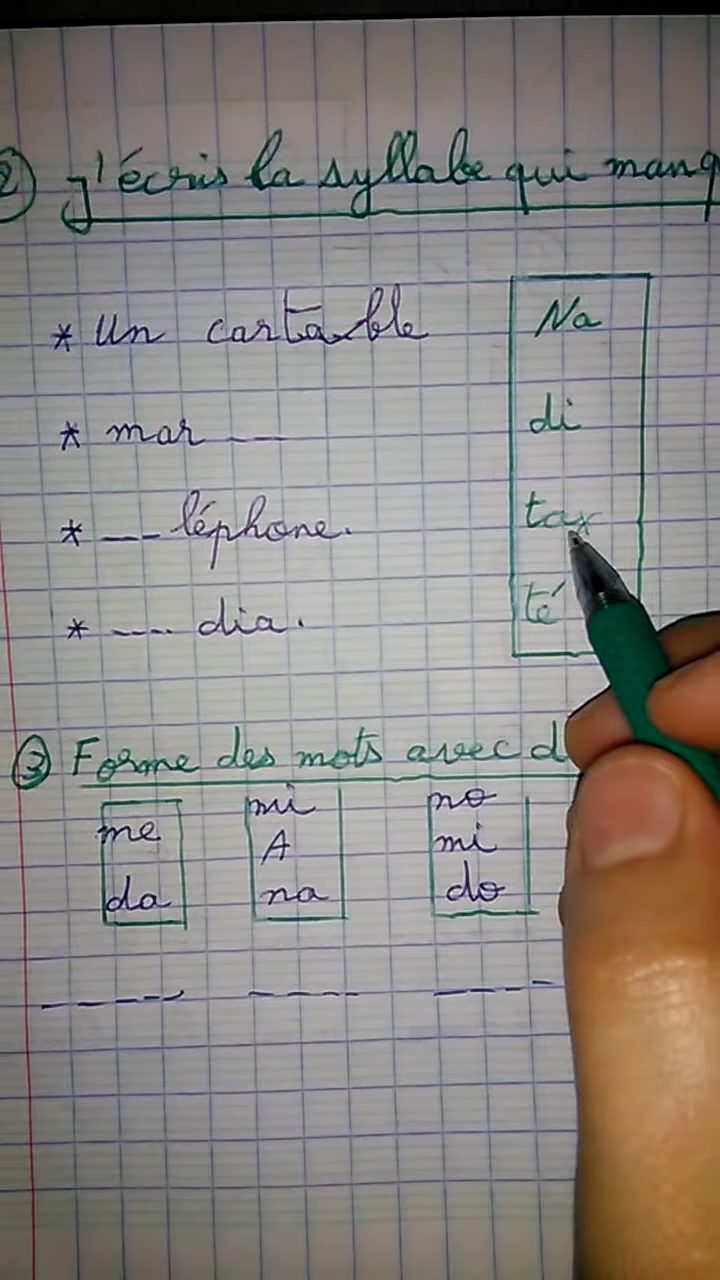 2 J'écris la syllabe qui manq
* Un cartable Na
* mar ___ di
* ___ léphone. tax
* ___ dia. té
3 Forme des mots avec d
me mi no
da A mi
na do